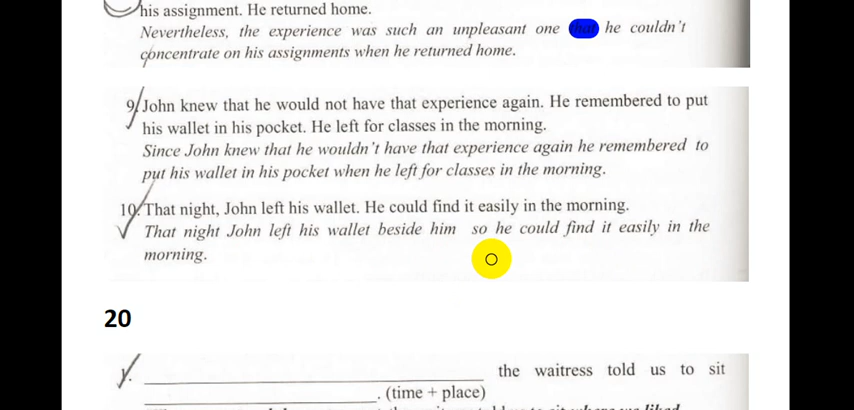 his assignment. He returned home.
Nevertheless, the experience was such an unpleasant one that he couldn't
concentrate on his assignments when he returned home.
9. John knew that he would not have that experience again. He remembered to put
his wallet in his pocket. He left for classes in the morning.
Since John knew that he wouldn't have that experience again he remembered to
put his wallet in his pocket when he left for classes in the morning.
10. That night, John left his wallet. He could find it easily in the morning.
That night John left his wallet beside him so he could find it easily in the
morning.
20
1. ______________________ the waitress told us to sit
______________________. (time + place)